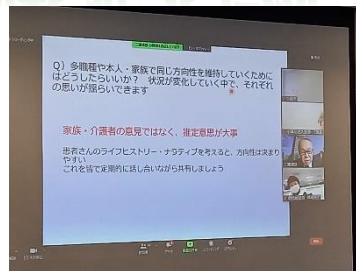 Q) 多職種や本人・家族で同じ方向性を維持していくために
はどうしたらいいか？ 状況が変化していく中で、それぞれ
の思いが揺らいできます
家族・介護者の意見ではなく、推定意思が大事
患者さんのライフヒストリー・ナラティブを考えると、方向性は決まり
やすい
これを皆で定期的に話し合いながら共有しましょう